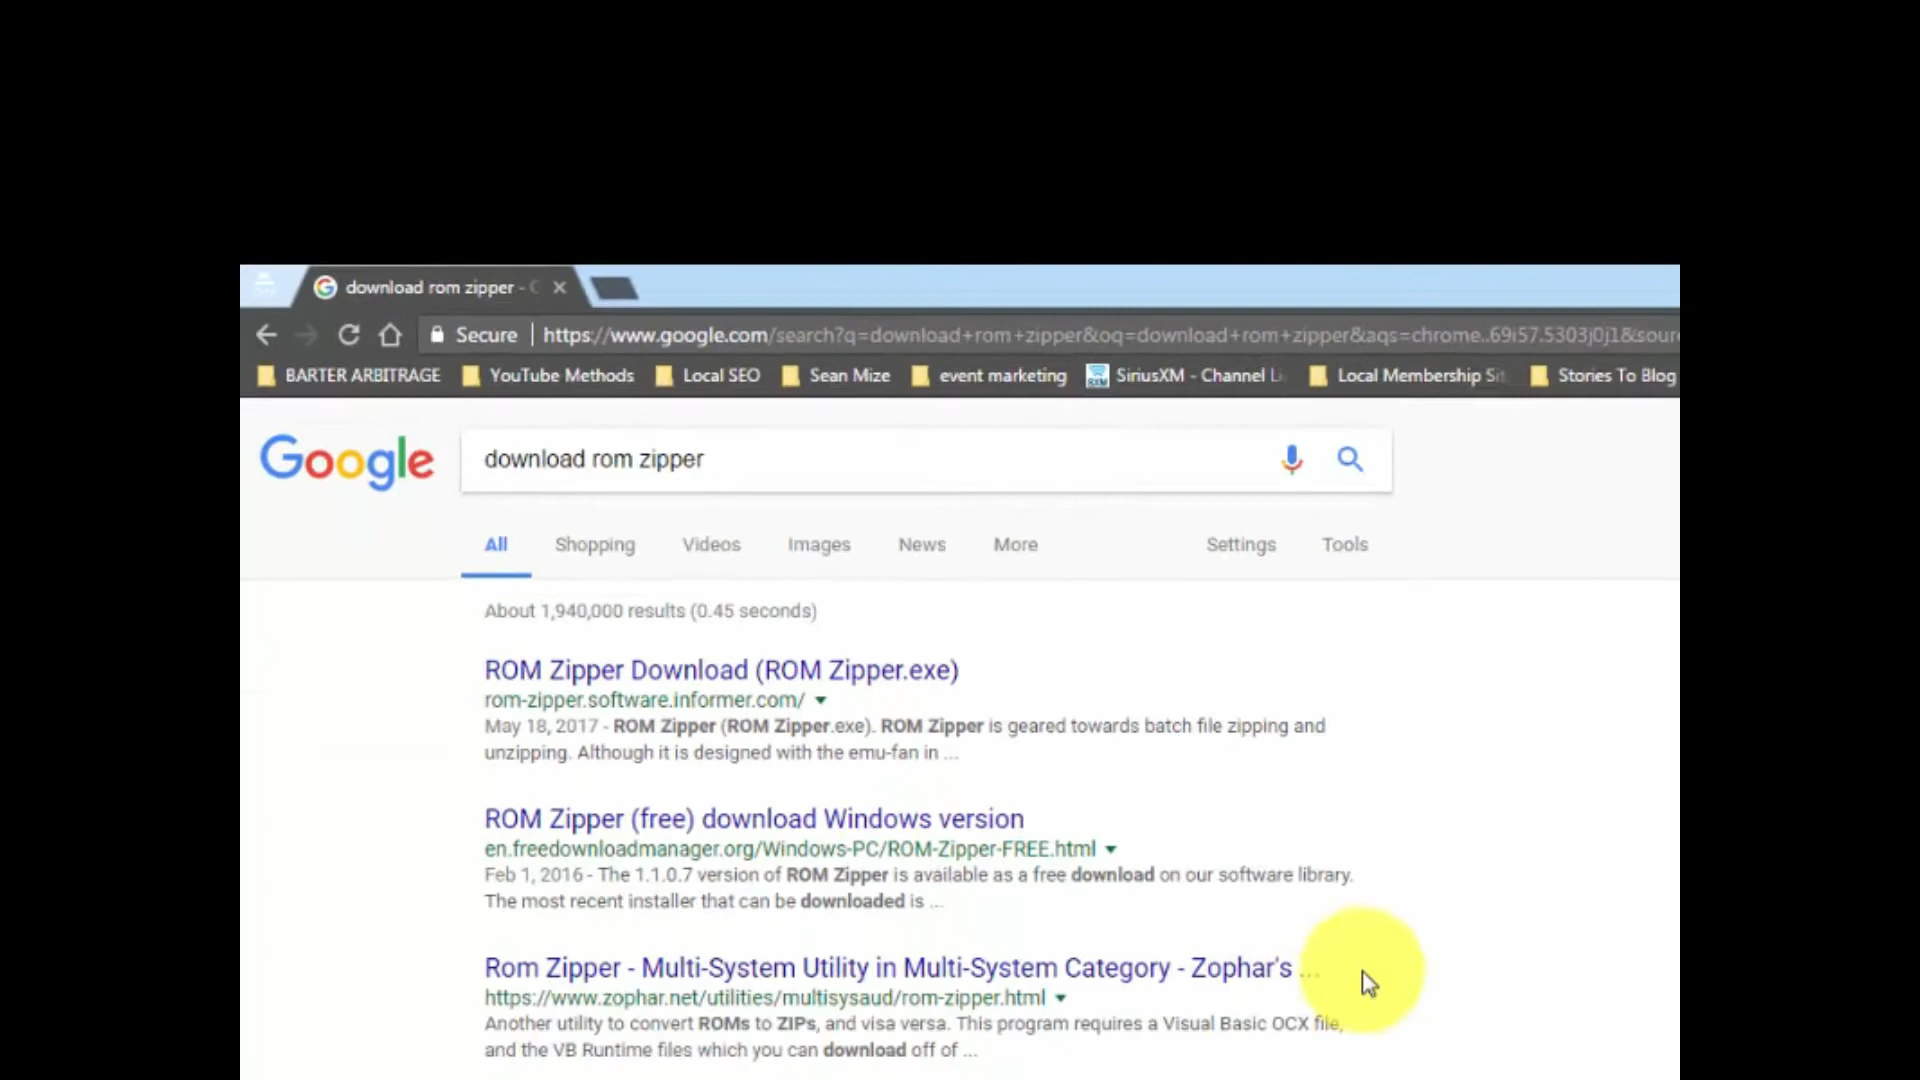 download rom zipper -
Secure | https://www.google.com/search?q=download+rom+zipper&oq=download+rom+zipper&aqs=chrome..69i57.5303j0j1&sour
BARTER ARBITRAGE YouTube Methods Local SEO Sean Mize event marketing SiriusXM - Channel Li Local Membership Sit Stories To Blog
Google download rom zipper
All Shopping Videos Images News More Settings Tools
About 1,940,000 results (0.45 seconds)
ROM Zipper Download (ROM Zipper.exe)
rom-zipper.software.informer.com/
May 18, 2017 - ROM Zipper (ROM Zipper.exe). ROM Zipper is geared towards batch file zipping and
unzipping. Although it is designed with the emu-fan in ...
ROM Zipper (free) download Windows version
en.freedownloadmanager.org/Windows-PC/ROM-Zipper-FREE.html
Feb 1, 2016 - The 1.1.0.7 version of ROM Zipper is available as a free download on our software library.
The most recent installer that can be downloaded is ...
Rom Zipper - Multi-System Utility in Multi-System Category - Zophar's ...
https://www.zophar.net/utilities/multisysaud/rom-zipper.html
Another utility to convert ROMs to ZIPs, and visa versa. This program requires a Visual Basic OCX file,
and the VB Runtime files which you can download off of ...